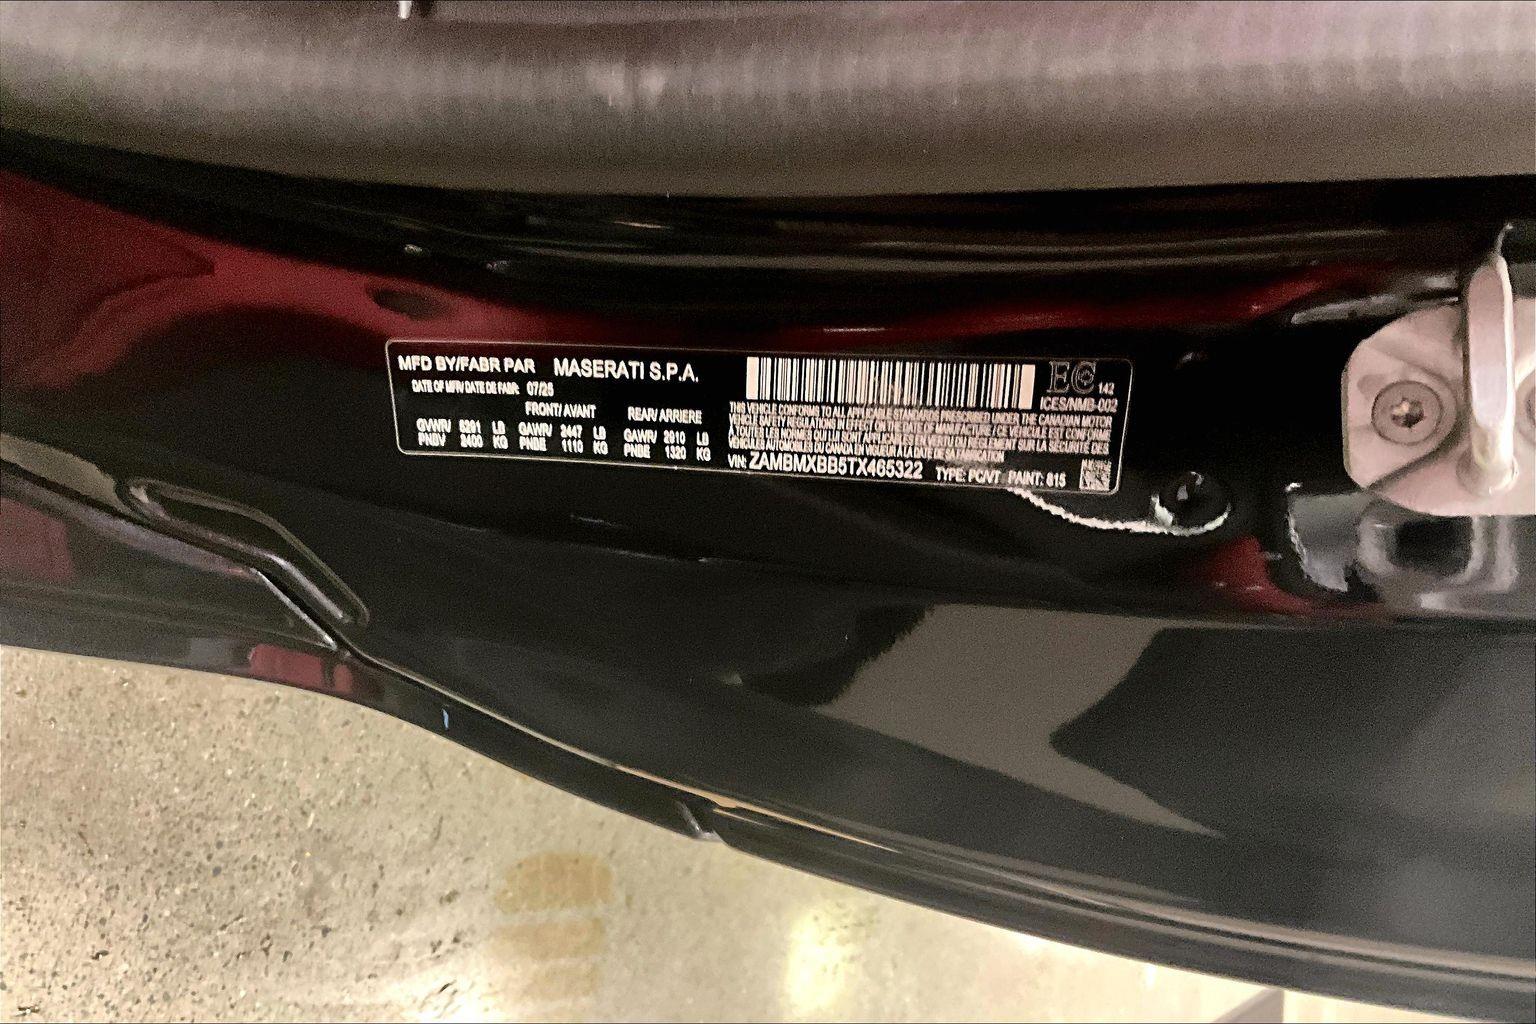 MFD BY/FABR PAR MASERATI S.P.A.
DATE OF MFR/ DATE DE FABR: 07/25
FRONT/ AVANT REAR/ ARRIERE
GVWR/ 5291 LB GAWR/ 2447 LB GAWR/ 2910 LB
PNBV 2400 KG PNBE 1110 KG PNBE 1320 KG
142
ICES/NMB-002
THIS VEHICLE CONFORMS TO ALL APPLICABLE STANDARDS PRESCRIBED UNDER THE CANADIAN MOTOR
VEHICLE SAFETY REGULATIONS IN EFFECT ON THE DATE OF MANUFACTURE / CE VEHICULE EST CONFORME
A TOUTES LES NORMES QUI LUI SONT APPLICABLES EN VERTU DU REGLEMENT SUR LA SECURITE DES
VEHICULES AUTOMOBILES DU CANADA EN VIGUEUR A LA DATE DE SA FABRICATION
VIN: ZAMBMXBB5TX465322 TYPE: PC/VT PAINT: 815